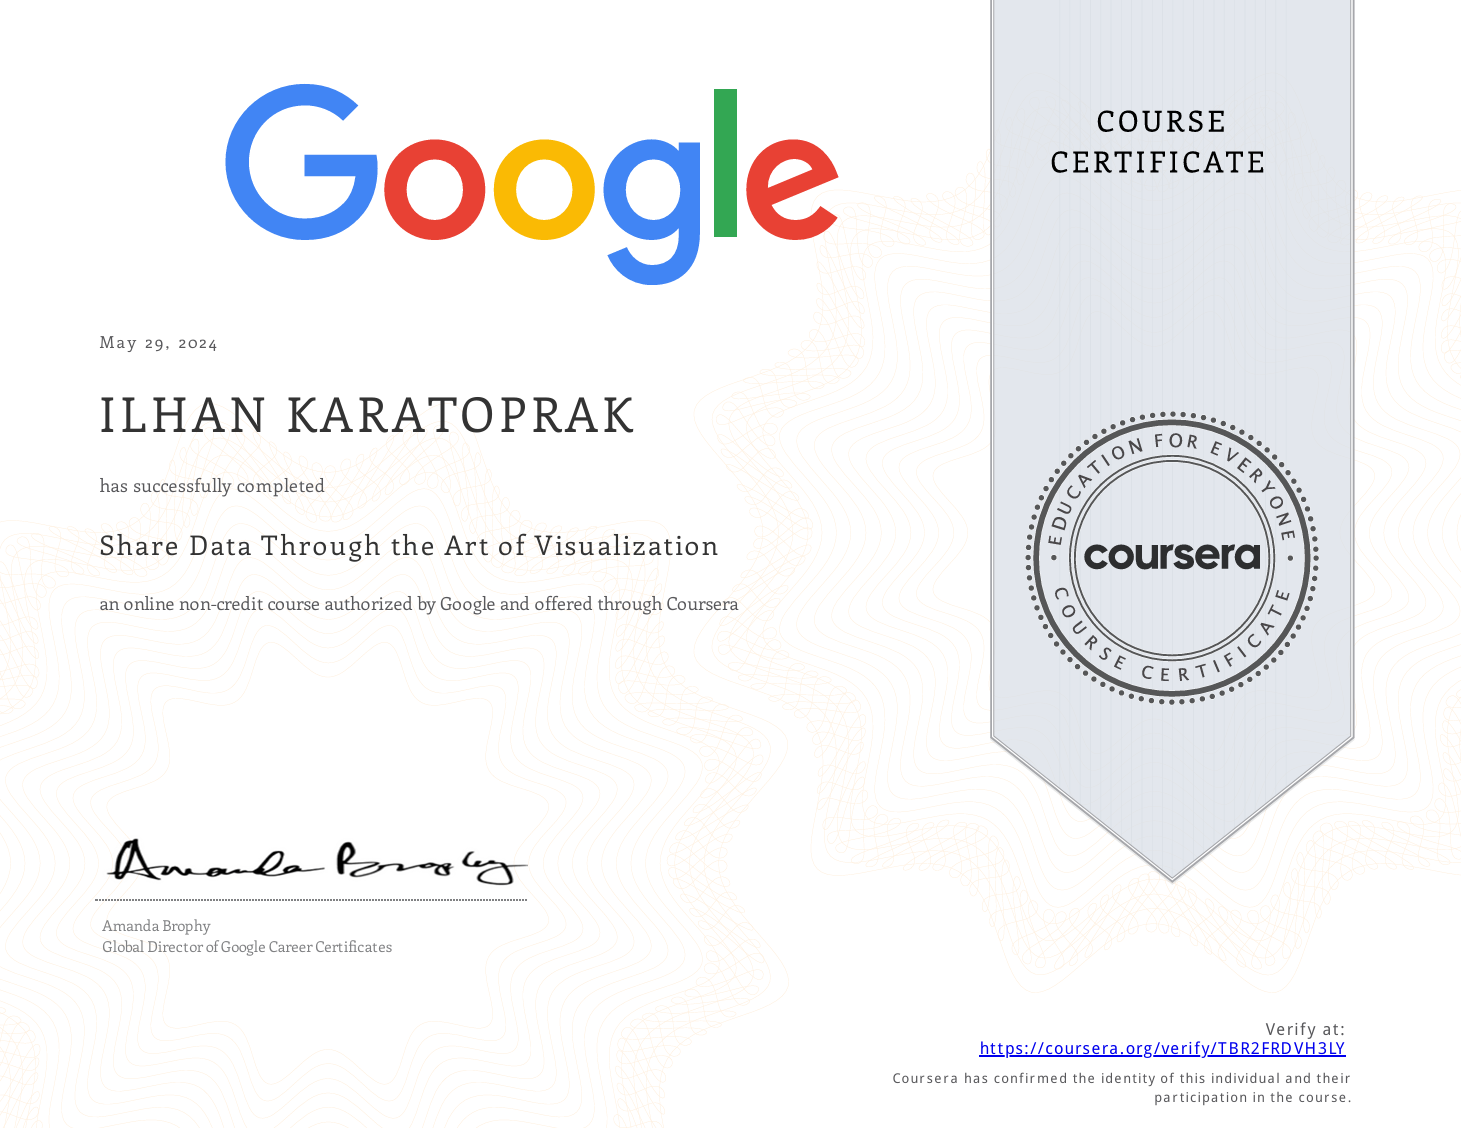 Google
COURSE
CERTIFICATE
May 29, 2024
ILHAN KARATOPRAK
has successfully completed
Share Data Through the Art of Visualization
an online non-credit course authorized by Google and offered through Coursera
EDUCATION FOR EVERYONE
coursera
COURSE CERTIFICATE
Amanda Brophy
Amanda Brophy
Global Director of Google Career Certificates
Verify at:
https://coursera.org/verify/TBR2FRDVH3LY
Coursera has confirmed the identity of this individual and their
participation in the course.